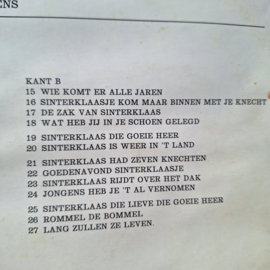 ENS
KANT B
15 WIE KOMT ER ALLE JAREN
16 SINTERKLAASJE KOM MAAR BINNEN MET JE KNECHT
17 DE ZAK VAN SINTERKLAAS
18 WAT HEB JIJ IN JE SCHOEN GELEGD
19 SINTERKLAAS DIE GOEIE HEER
20 SINTERKLAAS IS WEER IN 'T LAND
21 SINTERKLAAS HAD ZEVEN KNECHTEN
22 GOEDENAVOND SINTERKLAASJE
23 SINTERKLAAS RIJDT OVER HET DAK
24 JONGENS HEB JE 'T AL VERNOMEN
25 SINTERKLAAS DIE LIEVE DIE GOEIE HEER
26 ROMMEL DE BOMMEL
27 LANG ZULLEN ZE LEVEN.